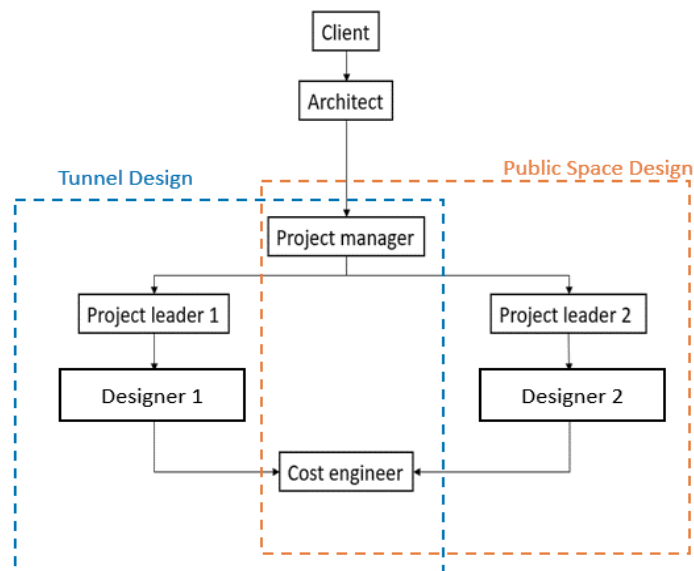 Client
Architect
Public Space Design
Tunnel Design
Project manager
Project leader 1
Project leader 2
Designer 1
Designer 2
Cost engineer